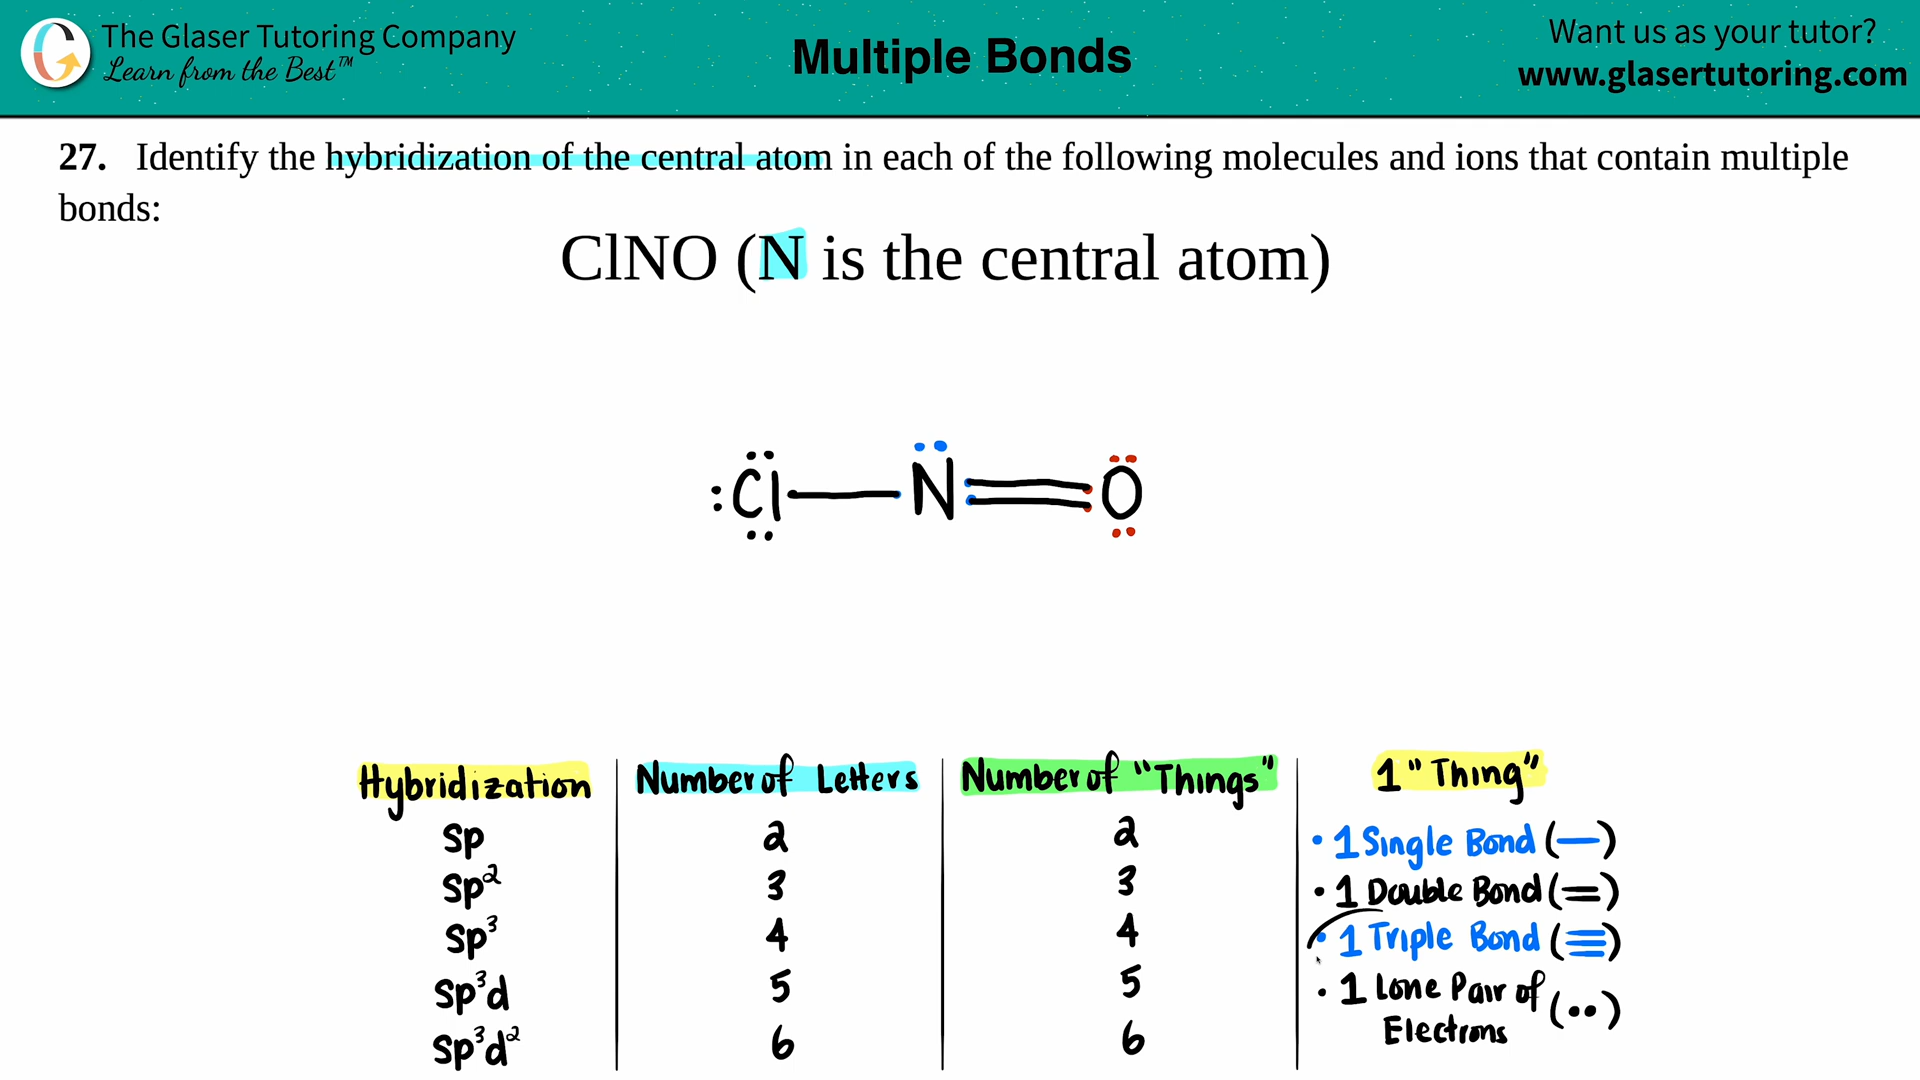 The Glaser Tutoring Company
Learn from the Best™
Multiple Bonds
Want us as your tutor?
www.glasertutoring.com
27. Identify the hybridization of the central atom in each of the following molecules and ions that contain multiple
bonds:
ClNO (N is the central atom)
:Cl—N=O
Hybridization Number of Letters Number of "Things" 1 "Thing"
sp 2 2 • 1 Single Bond (—)
sp² 3 3 • 1 Double Bond (=)
sp³ 4 4 • 1 Triple Bond (≡)
sp³d 5 5 • 1 Lone Pair of
Electrons (••)
sp³d² 6 6